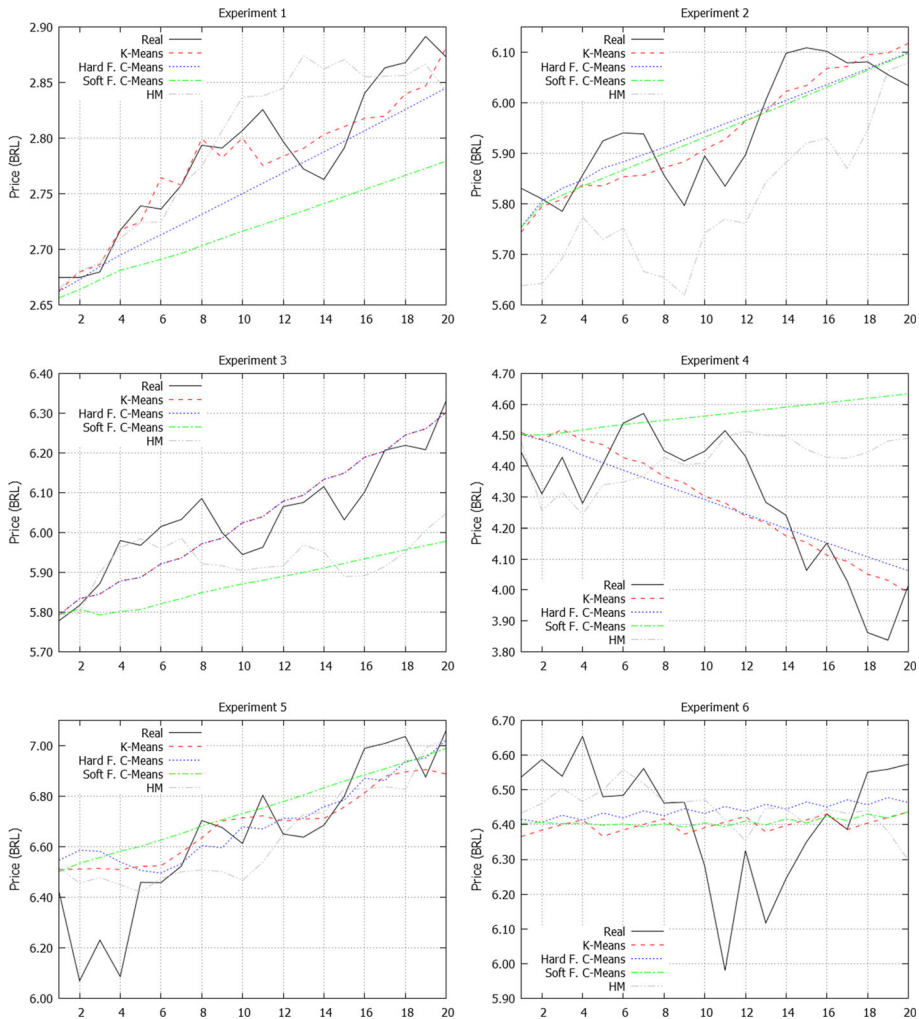 Experiment 1
Price (BRL)
2.90
2.85
2.80
2.75
2.70
2.65
Real
K-Means
Hard F. C-Means
Soft F. C-Means
HM
2 4 6 8 10 12 14 16 18 20
Experiment 2
Price (BRL)
6.10
6.00
5.90
5.80
5.70
5.60
Real
K-Means
Hard F. C-Means
Soft F. C-Means
HM
2 4 6 8 10 12 14 16 18 20
Experiment 3
Price (BRL)
6.40
6.30
6.20
6.10
6.00
5.90
5.80
5.70
Real
K-Means
Hard F. C-Means
Soft F. C-Means
HM
2 4 6 8 10 12 14 16 18 20
Experiment 4
Price (BRL)
4.70
4.60
4.50
4.40
4.30
4.20
4.10
4.00
3.90
3.80
Real
K-Means
Hard F. C-Means
Soft F. C-Means
HM
2 4 6 8 10 12 14 16 18 20
Experiment 5
Price (BRL)
7.00
6.80
6.60
6.40
6.20
6.00
Real
K-Means
Hard F. C-Means
Soft F. C-Means
HM
2 4 6 8 10 12 14 16 18 20
Experiment 6
Price (BRL)
6.70
6.60
6.50
6.40
6.30
6.20
6.10
6.00
5.90
Real
K-Means
Hard F. C-Means
Soft F. C-Means
HM
2 4 6 8 10 12 14 16 18 20